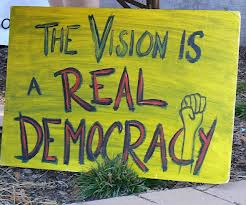 THE VISION IS
A REAL
DEMOCRACY